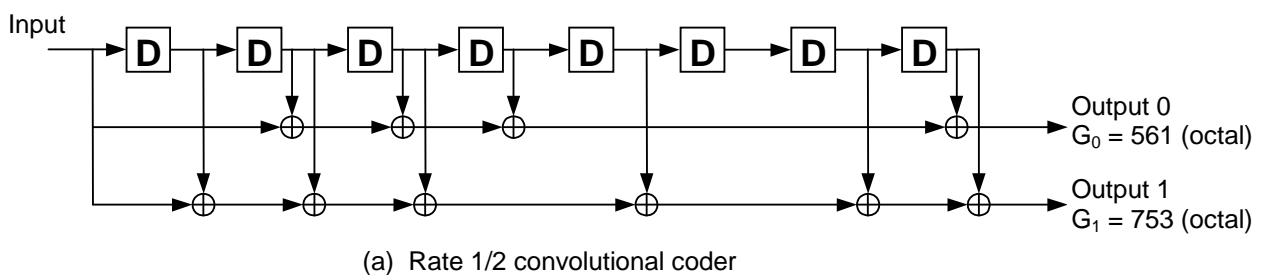 Input
D D D D D D D D
Output 0
G₀ = 561 (octal)
Output 1
G₁ = 753 (octal)
(a) Rate 1/2 convolutional coder